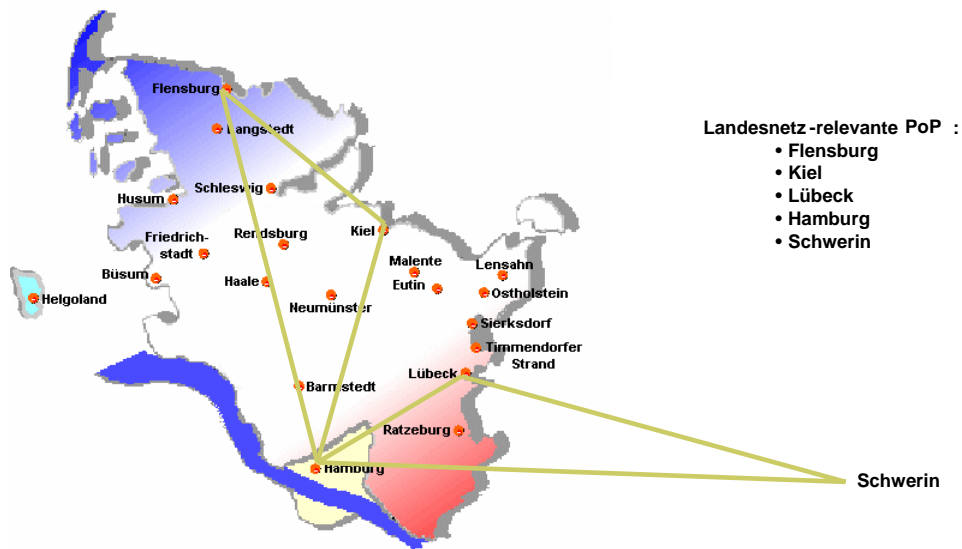 Flensburg
Langstedt
Landesnetz-relevante PoP :
• Flensburg
• Kiel
• Lübeck
• Hamburg
• Schwerin
Schleswig
Husum
Kiel
Friedrich-
stadt
Rendsburg
Malente
Lensahn
Büsum
Haale
Eutin
Ostholstein
Helgoland
Neumünster
Sierksdorf
Timmendorfer
Strand
Lübeck
Barmstedt
Ratzeburg
Hamburg
Schwerin